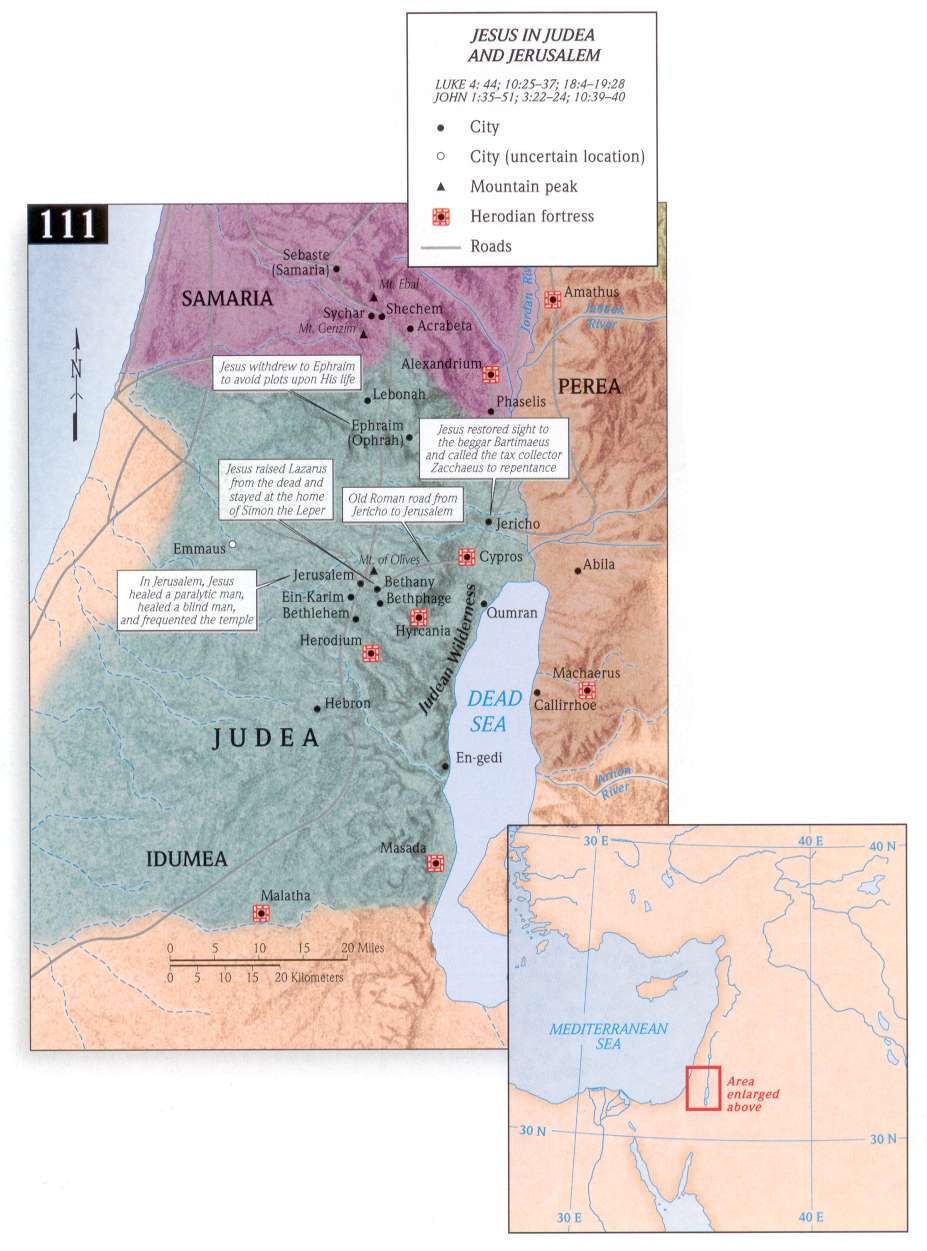 JESUS IN JUDEA
AND JERUSALEM
LUKE 4: 44; 10:25–37; 18:4–19:28
JOHN 1:35–51; 3:22–24; 10:39–40
City
City (uncertain location)
Mountain peak
Herodian fortress
Roads
111
Sebaste
(Samaria)
Mt. Ebal
SAMARIA
Sychar
Shechem
Mt. Gerizim
Acrabeta
Jordan Riv
Amathus
Jabbok
River
N
Jesus withdrew to Ephraim
to avoid plots upon His life
Alexandrium
PEREA
Lebonah
Phaselis
Ephraim
(Ophrah)
Jesus restored sight to
the beggar Bartimaeus
and called the tax collector
Zacchaeus to repentance
Jesus raised Lazarus
from the dead and
stayed at the home
of Simon the Leper
Old Roman road from
Jericho to Jerusalem
Jericho
Emmaus
Mt. of Olives
Cypros
Abila
In Jerusalem, Jesus
healed a paralytic man,
healed a blind man,
and frequented the temple
Jerusalem
Bethany
Ein-Karim
Bethphage
Bethlehem
Qumran
Hyrcania
Herodium
Judean Wilderness
Machaerus
Callirrhoe
DEAD
SEA
Hebron
JUDEA
En-gedi
Arnon
River
IDUMEA
Masada
Malatha
0 5 10 15 20 Miles
0 5 10 15 20 Kilometers
30 E
40 E
40 N
MEDITERRANEAN
SEA
Area
enlarged
above
30 N
30 N
30 E
40 E